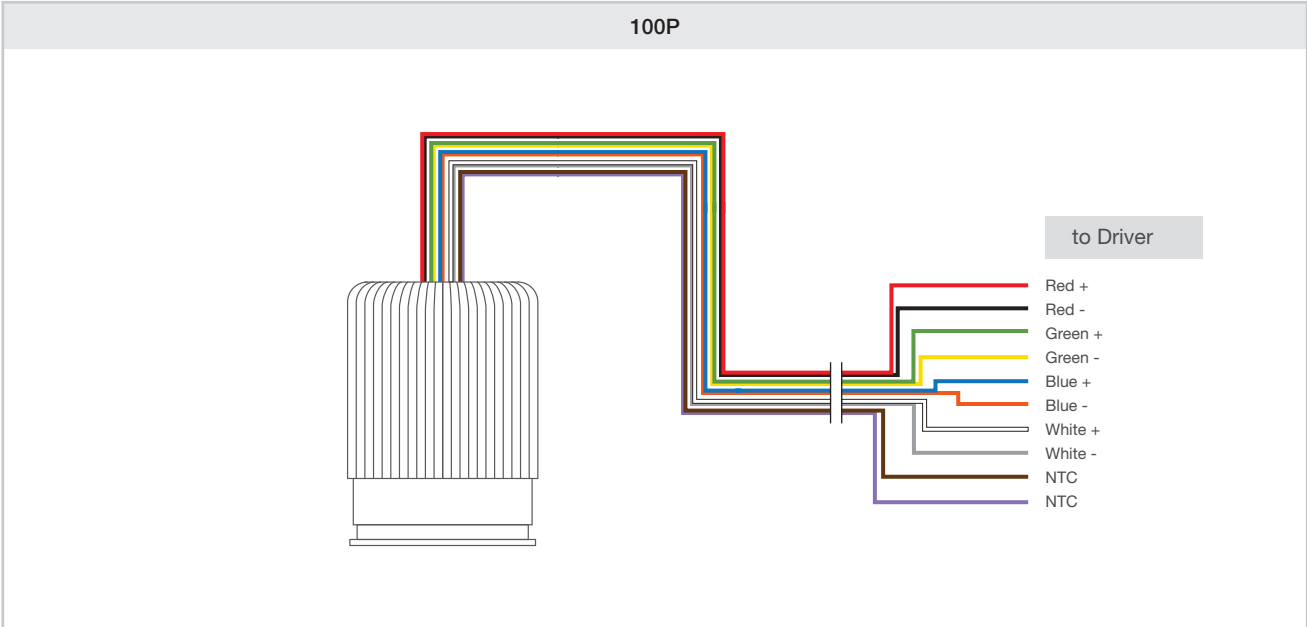 100P
to Driver
Red +
Red -
Green +
Green -
Blue +
Blue -
White +
White -
NTC
NTC